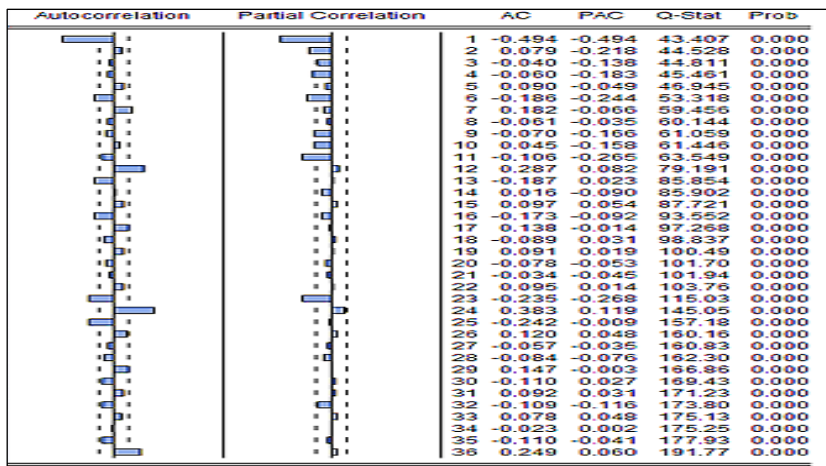 Autocorrelation Partial Correlation AC PAC Q-Stat Prob
1 -0.494 -0.494 43.407 0.000
2 0.079 -0.218 44.528 0.000
3 -0.040 -0.138 44.811 0.000
4 -0.060 -0.183 45.461 0.000
5 0.090 -0.049 46.945 0.000
6 -0.186 -0.244 53.318 0.000
7 0.182 -0.066 59.456 0.000
8 -0.061 -0.035 60.144 0.000
9 -0.070 -0.166 61.059 0.000
10 0.045 -0.158 61.446 0.000
11 -0.106 -0.265 63.549 0.000
12 0.287 0.082 79.191 0.000
13 -0.187 0.023 85.854 0.000
14 0.016 -0.090 85.902 0.000
15 0.097 0.054 87.721 0.000
16 -0.173 -0.092 93.552 0.000
17 0.138 -0.014 97.268 0.000
18 -0.089 0.031 98.837 0.000
19 0.091 0.019 100.49 0.000
20 -0.078 -0.053 101.70 0.000
21 -0.034 -0.045 101.94 0.000
22 0.095 0.014 103.76 0.000
23 -0.235 -0.268 115.03 0.000
24 0.383 0.119 145.05 0.000
25 -0.242 -0.009 157.18 0.000
26 0.120 0.048 160.16 0.000
27 -0.057 -0.035 160.83 0.000
28 -0.084 -0.076 162.30 0.000
29 0.147 -0.003 166.86 0.000
30 -0.110 0.027 169.43 0.000
31 0.092 0.031 171.23 0.000
32 -0.109 -0.116 173.80 0.000
33 0.078 0.048 175.13 0.000
34 -0.023 0.002 175.25 0.000
35 -0.110 -0.041 177.93 0.000
36 0.249 0.060 191.77 0.000